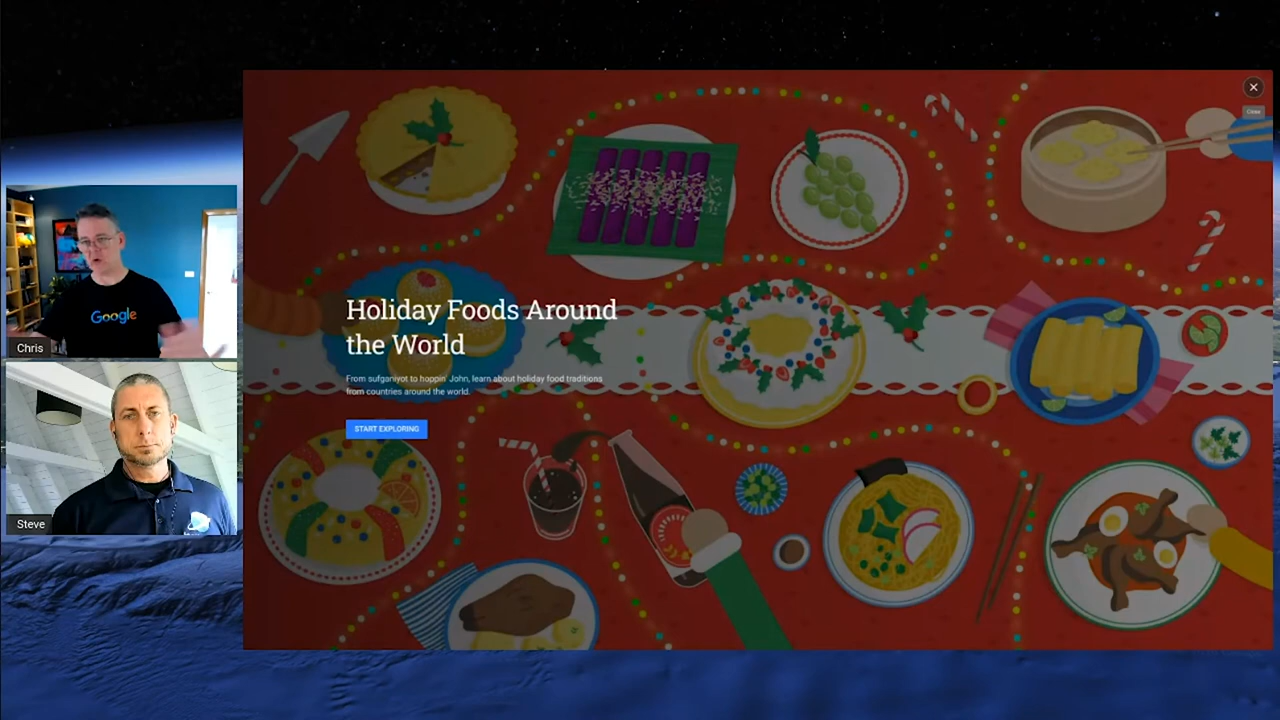 Close
Google
Chris
Steve
Holiday Foods Around
the World
From sufganiyot to hoppin' John, learn about holiday food traditions
from countries around the world.
START EXPLORING